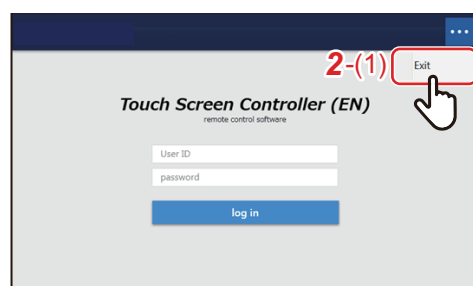 •••
2-(1)
Exit
Touch Screen Controller (EN)
remote control software
User ID
password
log in